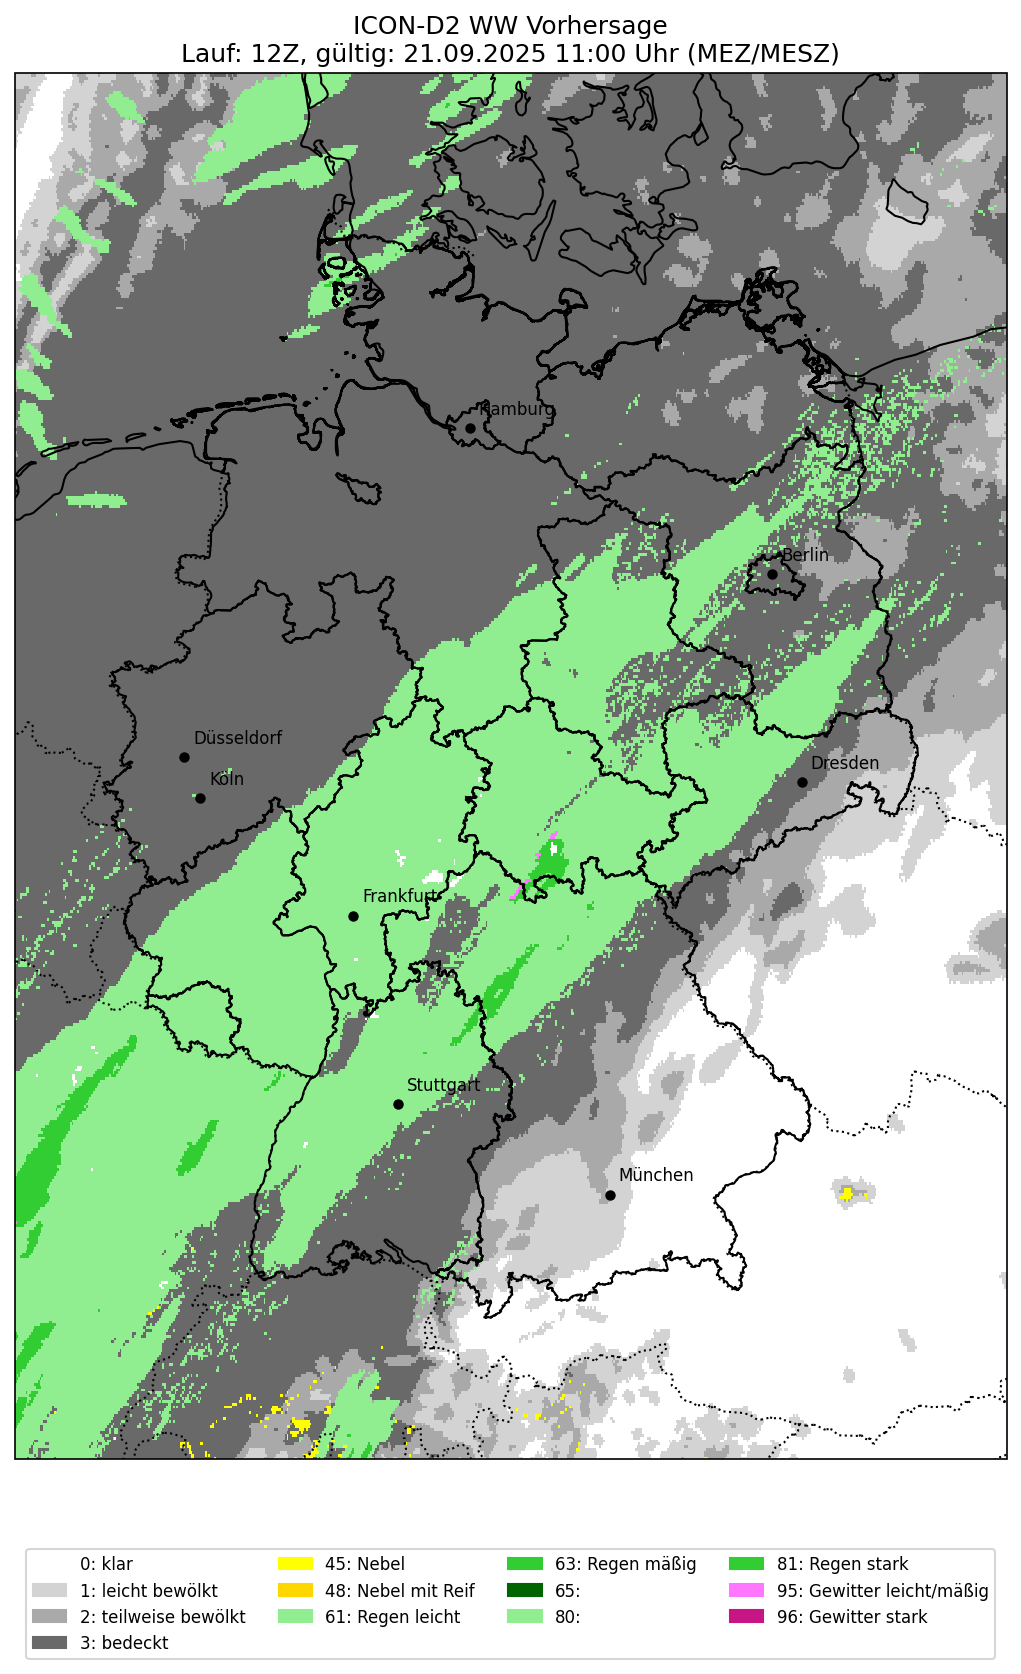 ICON-D2 WW Vorhersage
Lauf: 12Z, gültig: 21.09.2025 11:00 Uhr (MEZ/MESZ)
Hamburg
Berlin
Düsseldorf
Köln
Dresden
Frankfurt
Stuttgart
München
0: klar
1: leicht bewölkt
2: teilweise bewölkt
3: bedeckt
45: Nebel
48: Nebel mit Reif
61: Regen leicht
63: Regen mäßig
65:
80:
81: Regen stark
95: Gewitter leicht/mäßig
96: Gewitter stark